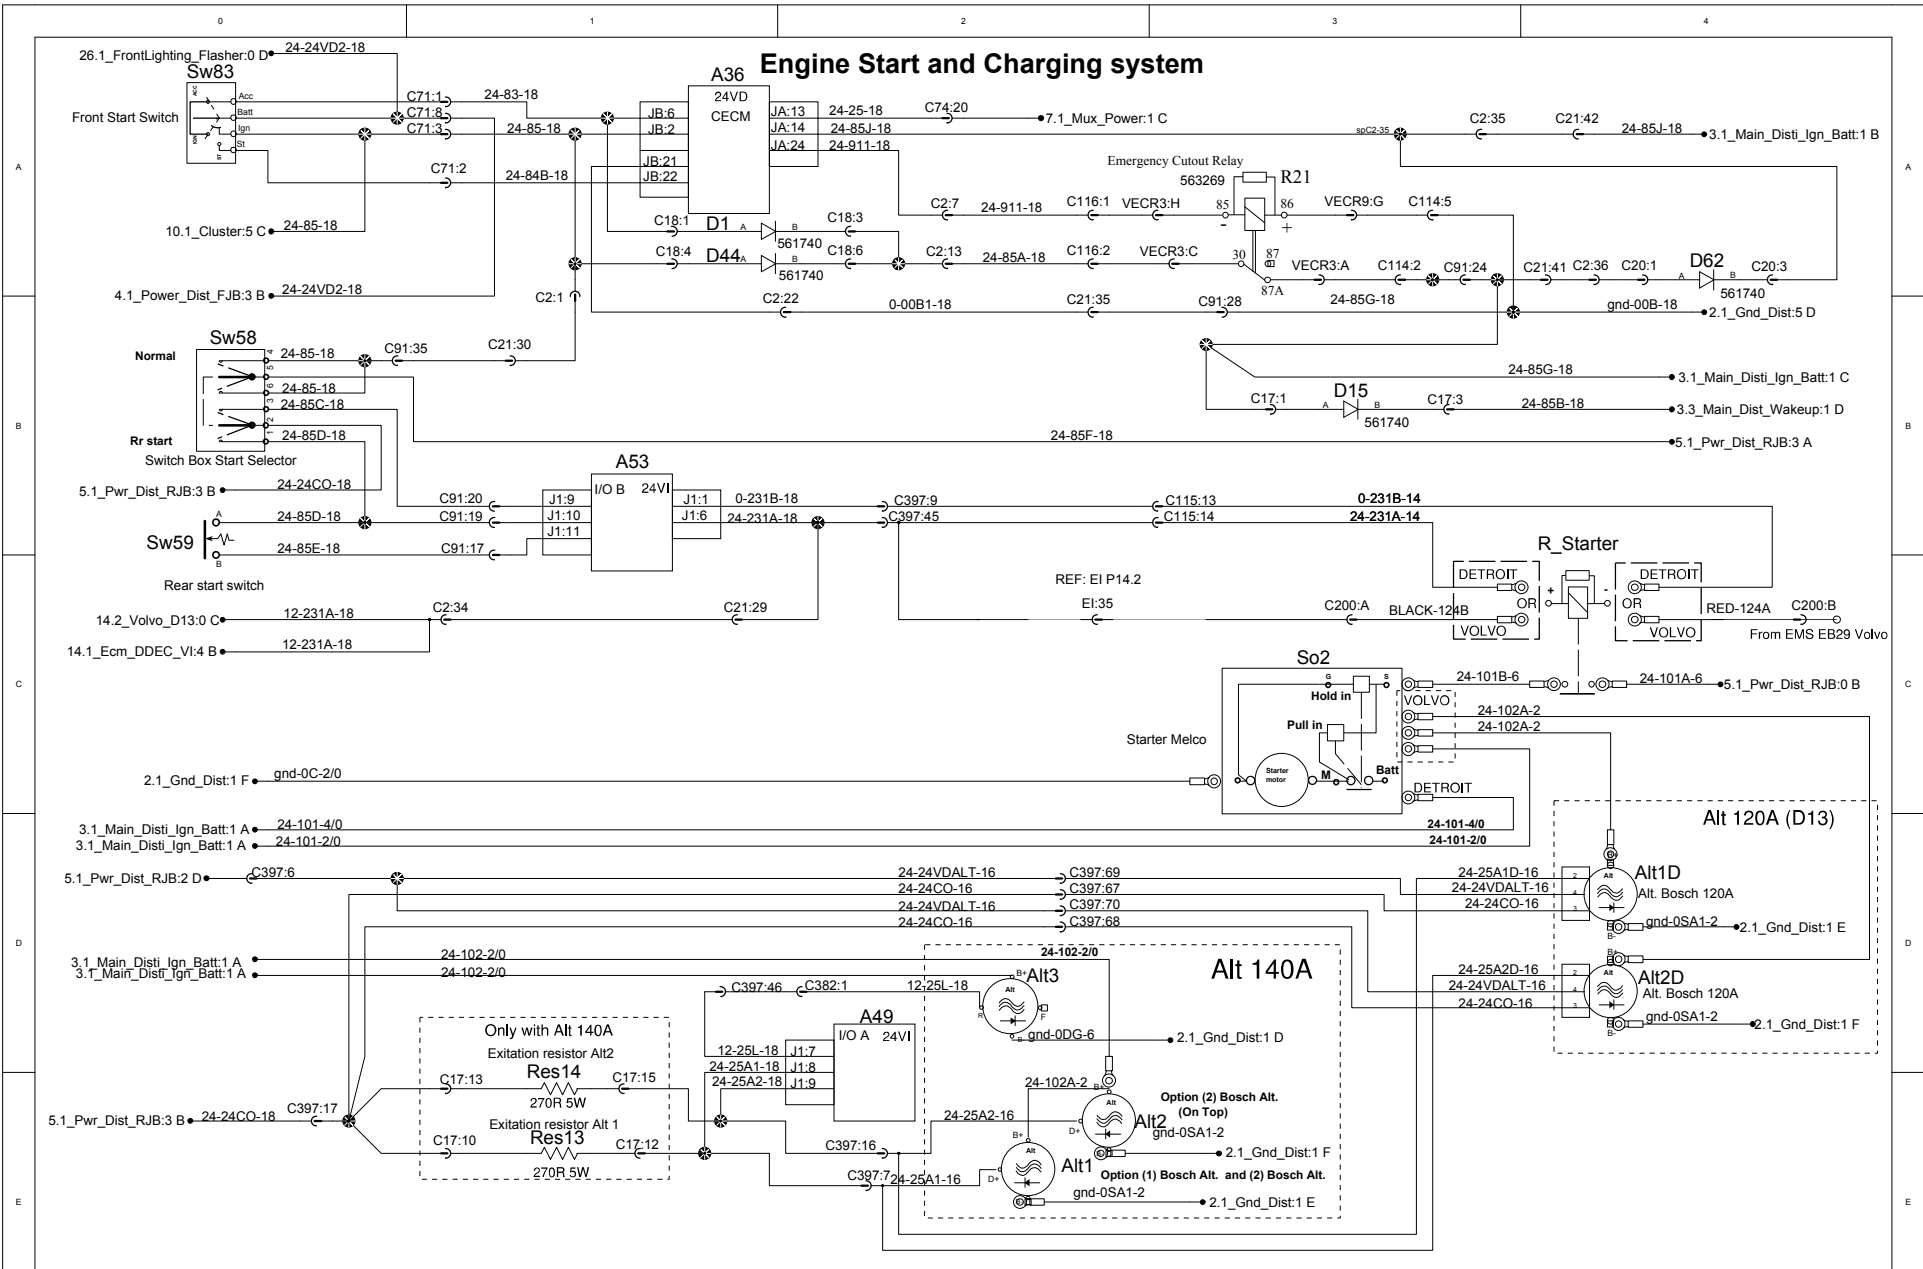 0 1 2 3 4
Engine Start and Charging system
26.1_FrontLighting_Flasher:0 D 24-24VD2-18
Sw83
Front Start Switch
ACC
IGN
ST
Acc
Batt
Ign
St
C71:1 24-83-18
C71:8
C71:3 24-85-18
C71:2 24-84B-18
A36
24VD
CECM
JB:6
JB:2
JB:21
JB:22
JA:13 24-25-18 C74:20 7.1_Mux_Power:1 C
JA:14 24-85J-18 spC2-35 C2:35 C21:42 24-85J-18 3.1_Main_Disti_Ign_Batt:1 B
JA:24 24-911-18
A A
Emergency Cutout Relay
563269 R21
C2:7 24-911-18 C116:1 VECR3:H 85 86 VECR9:G C114:5
- +
10.1_Cluster:5 C 24-85-18
C18:1 D1 A B C18:3
561740
C18:4 D44 A B C18:6 C2:13 24-85A-18 C116:2 VECR3:C 30 87
561740
87A VECR3:A C114:2 C91:24 C21:41 C2:36 C20:1 A D62 B C20:3
561740
4.1_Power_Dist_FJB:3 B 24-24VD2-18 C2:1
C2:22 0-00B1-18 C21:35 C91:28 24-85G-18 gnd-00B-18 2.1_Gnd_Dist:5 D
Sw58
Normal
4 24-85-18 C91:35 C21:30
5
6 24-85-18
3 24-85C-18
2
1 24-85D-18
Rr start
Switch Box Start Selector
24-85G-18 3.1_Main_Disti_Ign_Batt:1 C
C17:1 A D15 B C17:3 24-85B-18 3.3_Main_Dist_Wakeup:1 D
561740
24-85F-18 5.1_Pwr_Dist_RJB:3 A
B B
5.1_Pwr_Dist_RJB:3 B 24-24CO-18
A53
I/O B 24VI
C91:20 J1:9 J1:1 0-231B-18 C397:9 C115:13 0-231B-14
A 24-85D-18 C91:19 J1:10 J1:6 24-231A-18 C397:45 C115:14 24-231A-14
J1:11
Sw59
B 24-85E-18 C91:17
Rear start switch
R_Starter
DETROIT DETROIT
+ -
OR OR
VOLVO VOLVO
REF: EI P14.2
EI:35 C200:A BLACK-124B RED-124A C200:B
From EMS EB29 Volvo
14.2_Volvo_D13:0 C 12-231A-18 C2:34 C21:29
14.1_Ecm_DDEC_VI:4 B 12-231A-18
C C
So2
G S
Hold in
Pull in
Starter motor
M Batt
Starter Melco
24-101B-6 24-101A-6 5.1_Pwr_Dist_RJB:0 B
VOLVO
24-102A-2
24-102A-2
DETROIT
2.1_Gnd_Dist:1 F gnd-0C-2/0
3.1_Main_Disti_Ign_Batt:1 A 24-101-4/0 24-101-4/0
3.1_Main_Disti_Ign_Batt:1 A 24-101-2/0 24-101-2/0
5.1_Pwr_Dist_RJB:2 D C397:6
24-24VDALT-16 C397:69
24-24CO-16 C397:67
24-24VDALT-16 C397:70
24-24CO-16 C397:68
Alt 120A (D13)
B+
24-25A1D-16 2 Alt Alt1D
24-24VDALT-16 4 Alt. Bosch 120A
24-24CO-16 3
B- gnd-0SA1-2 2.1_Gnd_Dist:1 E
B+
24-25A2D-16 2 Alt Alt2D
24-24VDALT-16 4 Alt. Bosch 120A
24-24CO-16 3
B- gnd-0SA1-2 2.1_Gnd_Dist:1 F
D D
3.1_Main_Disti_Ign_Batt:1 A 24-102-2/0 24-102-2/0
3.1_Main_Disti_Ign_Batt:1 A 24-102-2/0
Alt 140A
C397:46 C382:1 12-25L-18
B+ Alt3
Alt
R F
B gnd-0DG-6 2.1_Gnd_Dist:1 D
A49
I/O A 24VI
12-25L-18 J1:7
24-25A1-18 J1:8
24-25A2-18 J1:9
Only with Alt 140A
Exitation resistor Alt2
C17:13 Res14 C17:15
270R 5W
Exitation resistor Alt 1
C17:10 Res13 C17:12
270R 5W
5.1_Pwr_Dist_RJB:3 B 24-24CO-18 C397:17
24-102A-2 B+
Alt
D+ Alt2
Option (2) Bosch Alt.
(On Top)
gnd-0SA1-2
2.1_Gnd_Dist:1 F
24-25A2-16
C397:16
B+
Alt
D+ Alt1
Option (1) Bosch Alt. and (2) Bosch Alt.
C397:7 24-25A1-16
gnd-0SA1-2 2.1_Gnd_Dist:1 E
E E